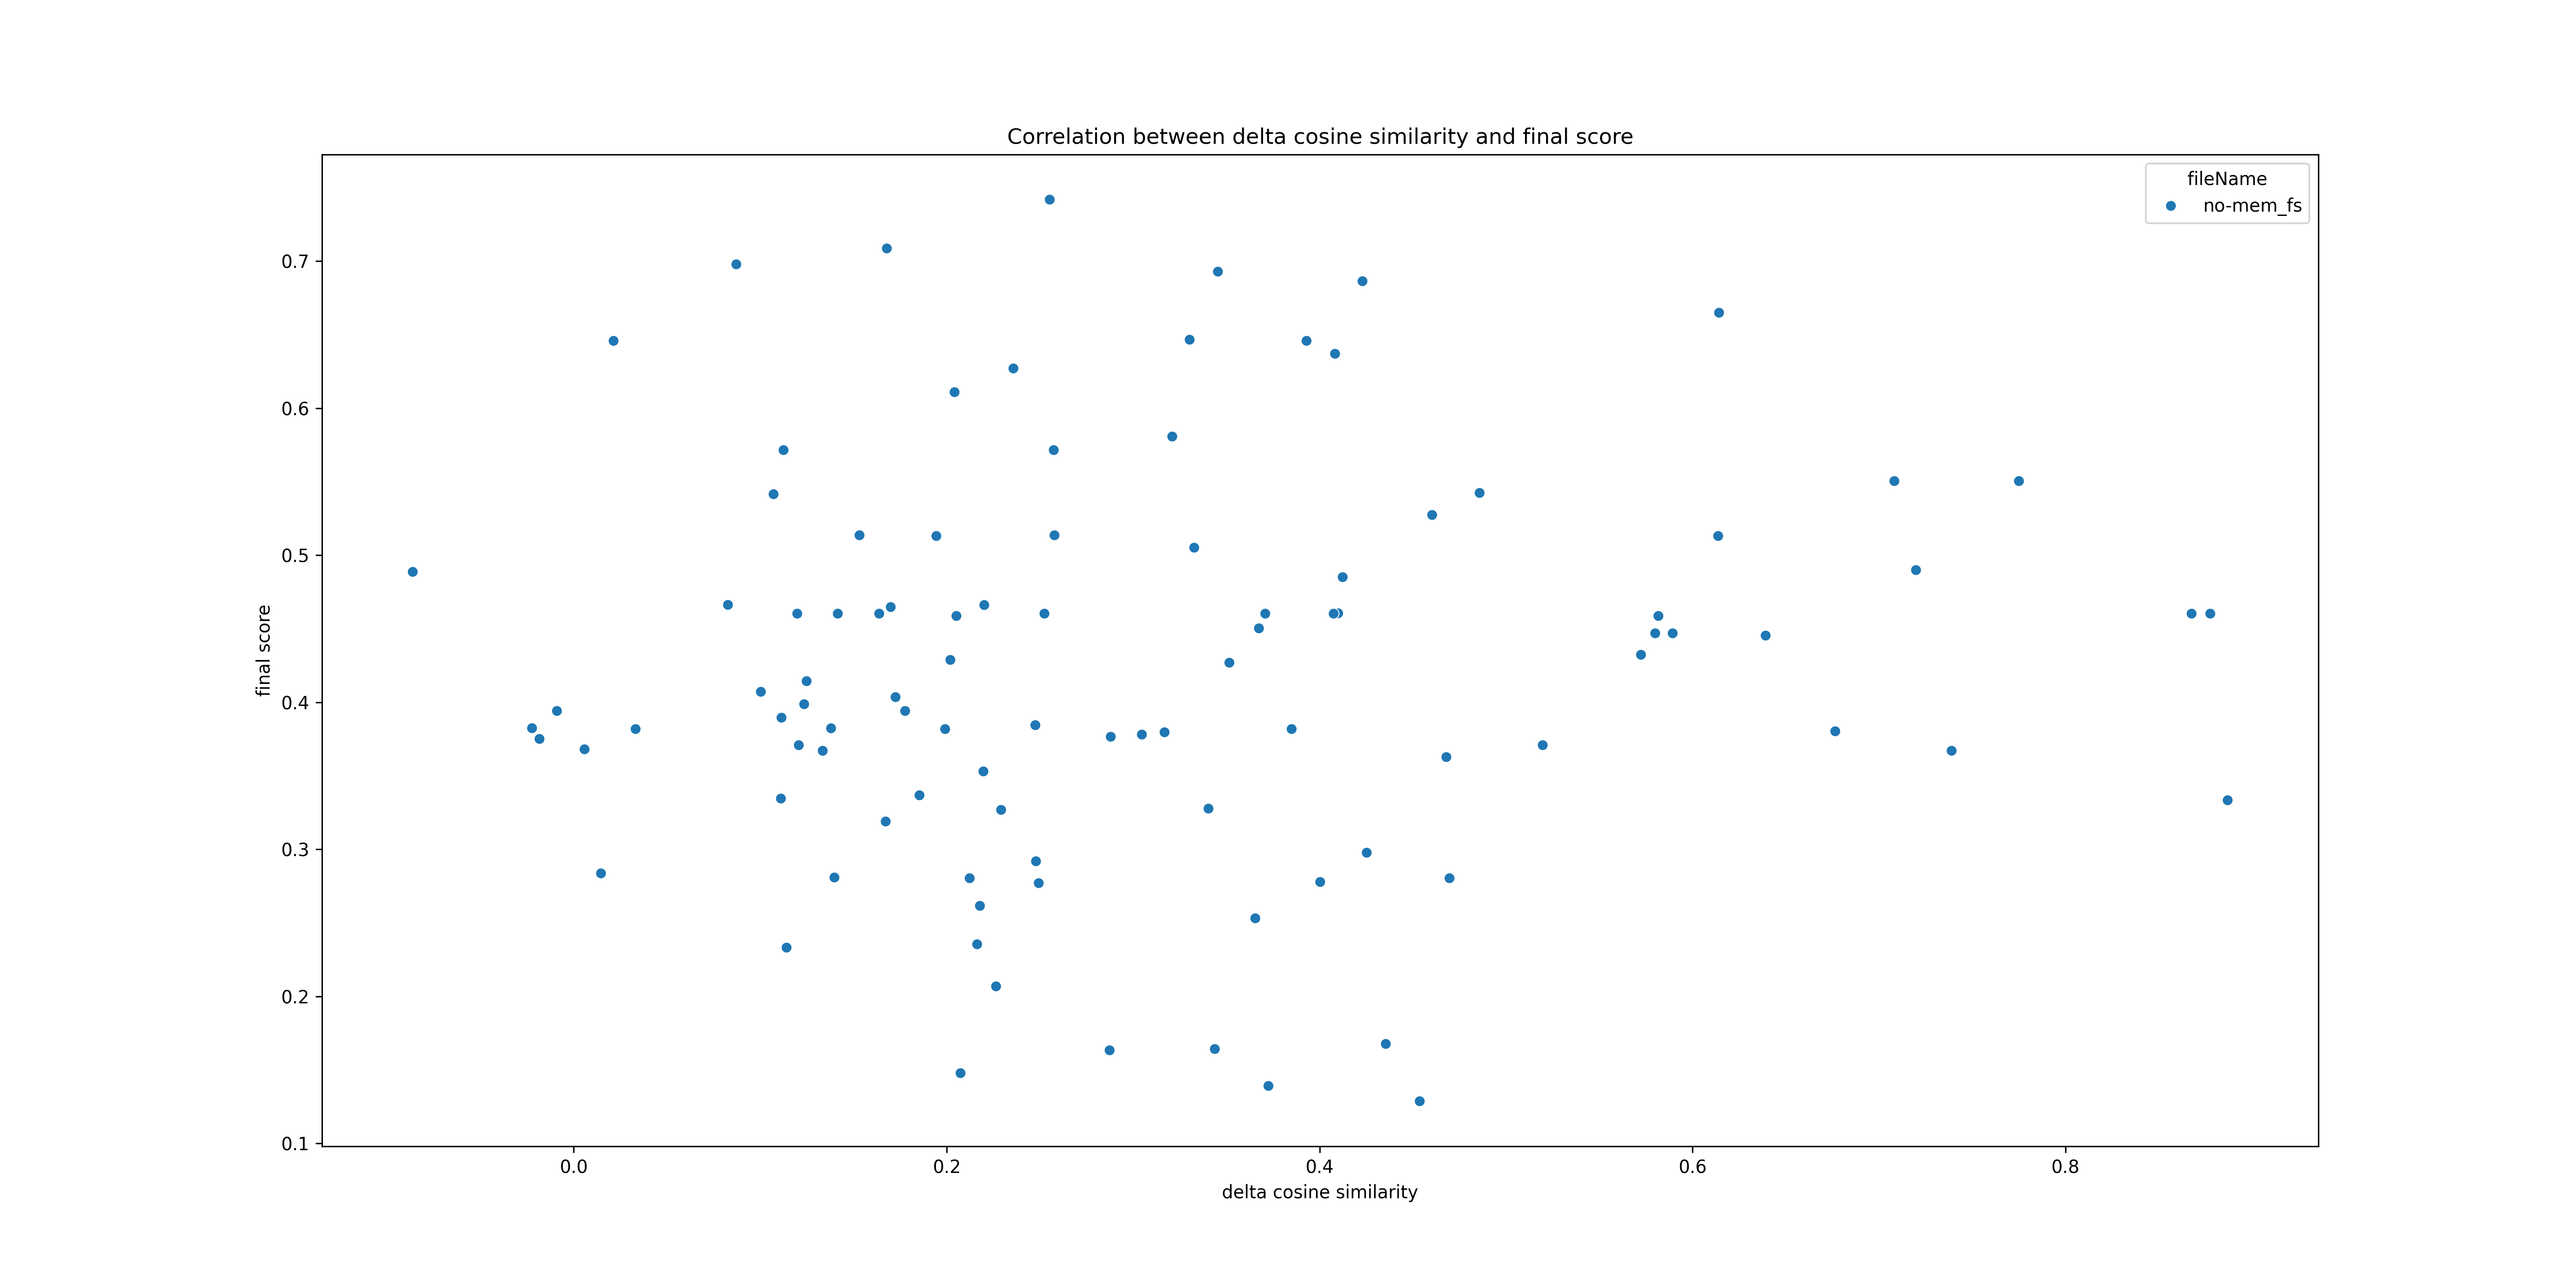 Correlation between delta cosine similarity and final score
fileName
no-mem_fs
final score
0.7
0.6
0.5
0.4
0.3
0.2
0.1
0.0 0.2 0.4 0.6 0.8
delta cosine similarity